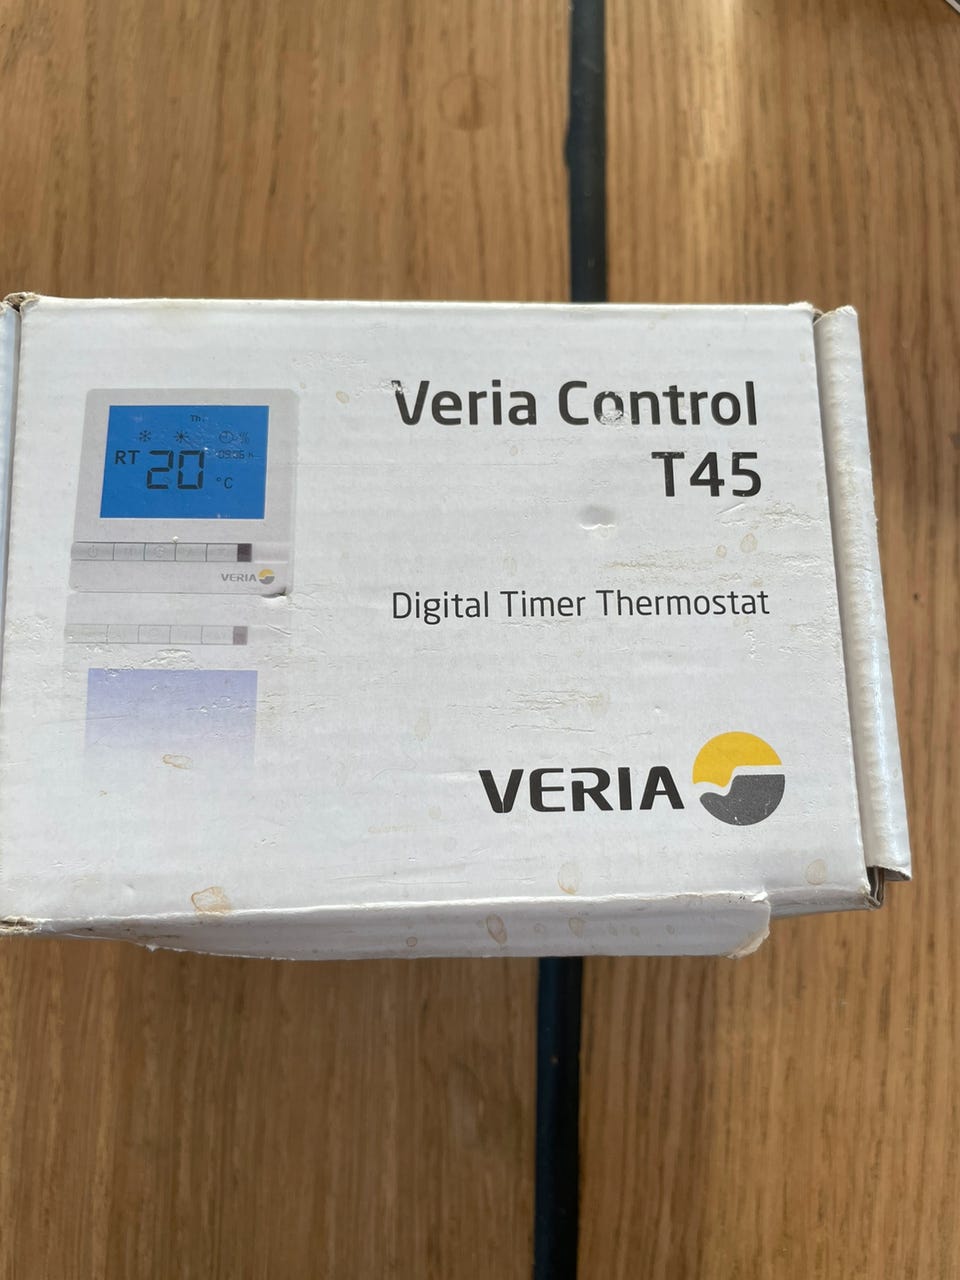 Veria Control
T45
Digital Timer Thermostat
VERIA
RT 20 °C
VERIA